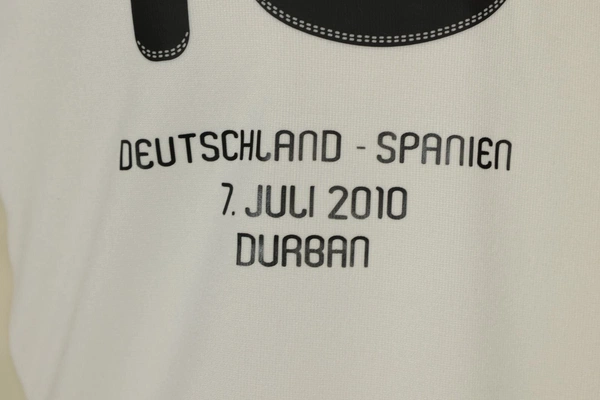 DEUTSCHLAND - SPANIEN
7. JULI 2010
DURBAN